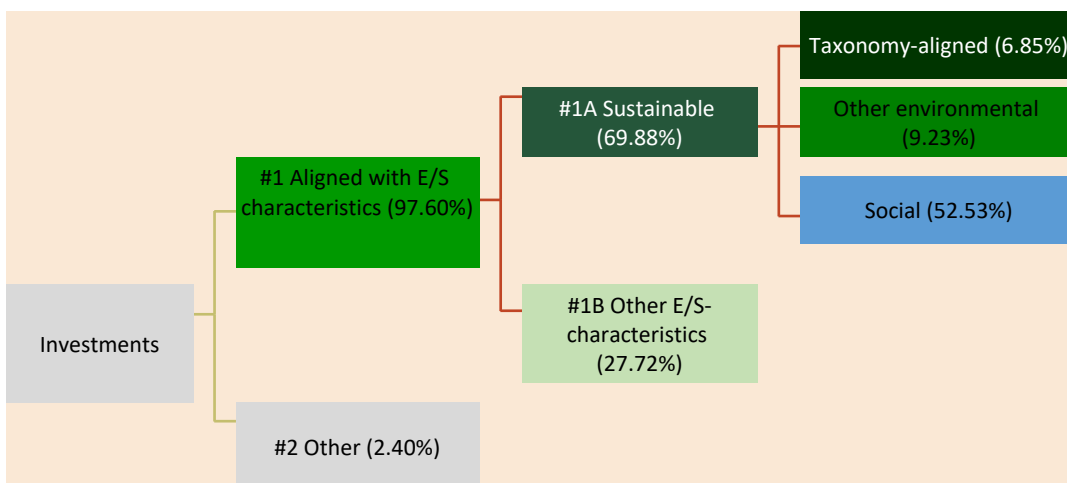 Taxonomy-aligned (6.85%)
#1A Sustainable
(69.88%)
Other environmental
(9.23%)
#1 Aligned with E/S
characteristics (97.60%)
Social (52.53%)
#1B Other E/S-
characteristics
(27.72%)
Investments
#2 Other (2.40%)